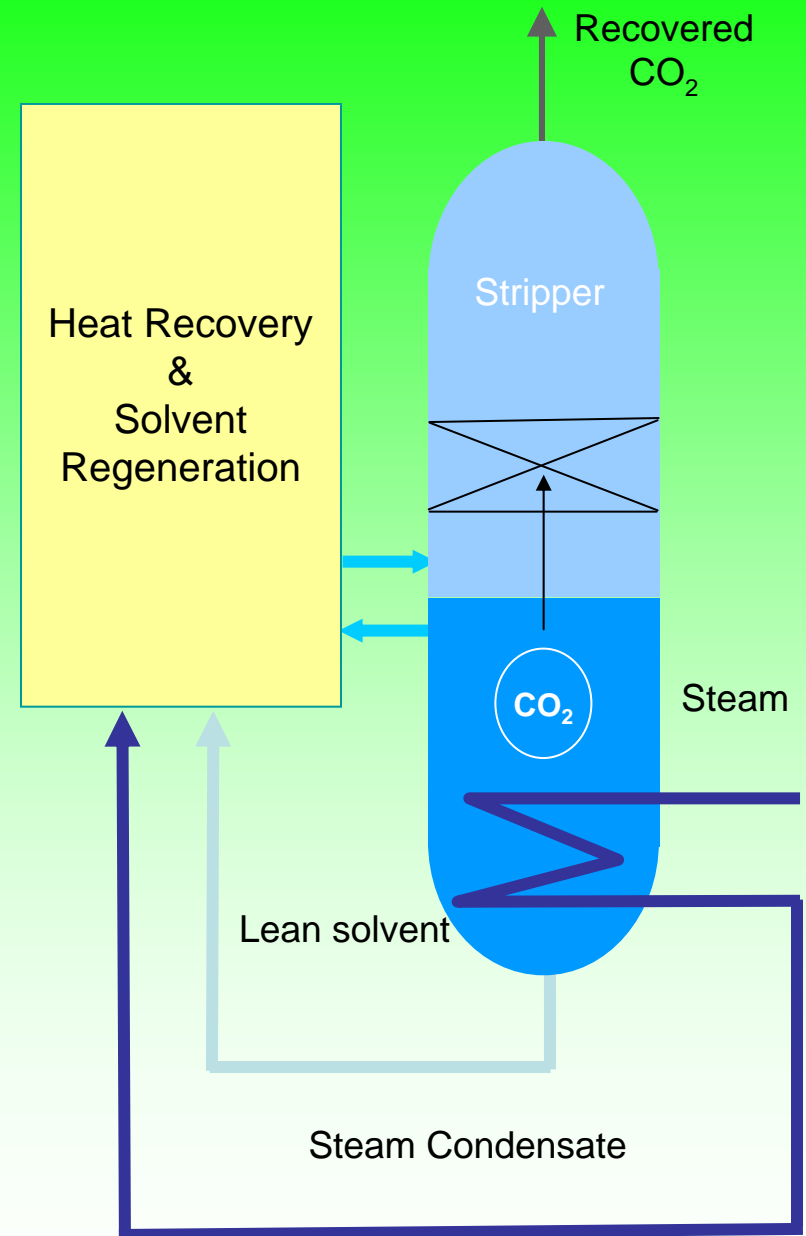 Recovered
CO₂
Stripper
Heat Recovery
&
Solvent
Regeneration
CO₂
Steam
Lean solvent
Steam Condensate